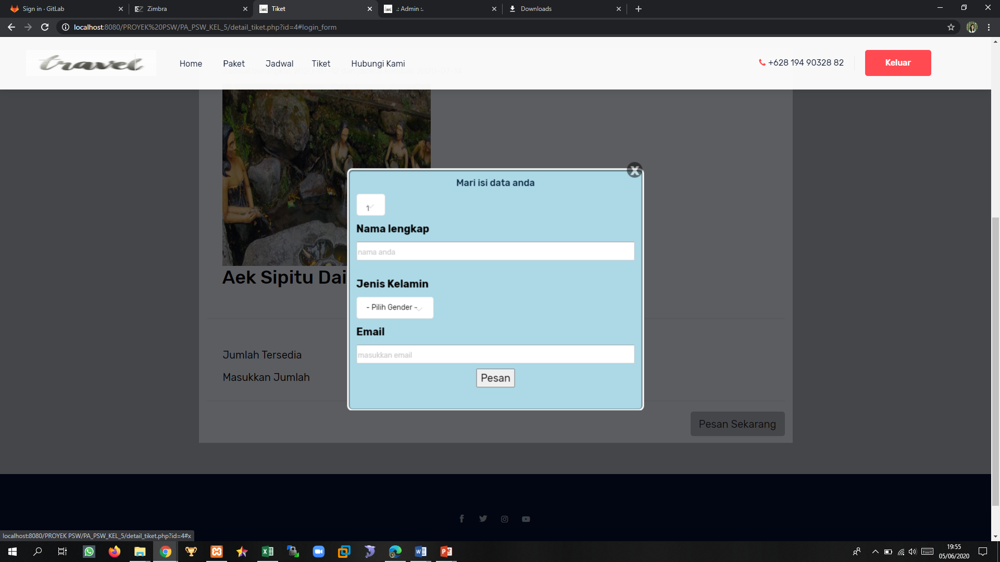 Sign in · GitLab
Zimbra
Tiket
.: Admin :.
Downloads
localhost:8080/PROYEK%20PSW/PA_PSW_KEL_5/detail_tiket.php?id=4#login_form
travel
Home
Paket
Jadwal
Tiket
Hubungi Kami
+628 194 90328 82
Keluar
X
Mari isi data anda
1
Nama lengkap
nama anda
Aek Sipitu Dai
Jenis Kelamin
- Pilih Gender -
Email
masukkan email
Jumlah Tersedia
Masukkan Jumlah
Pesan
Pesan Sekarang
localhost:8080/PROYEK PSW/PA_PSW_KEL_5/detail_tiket.php?id=4#x
19:55
05/06/2020